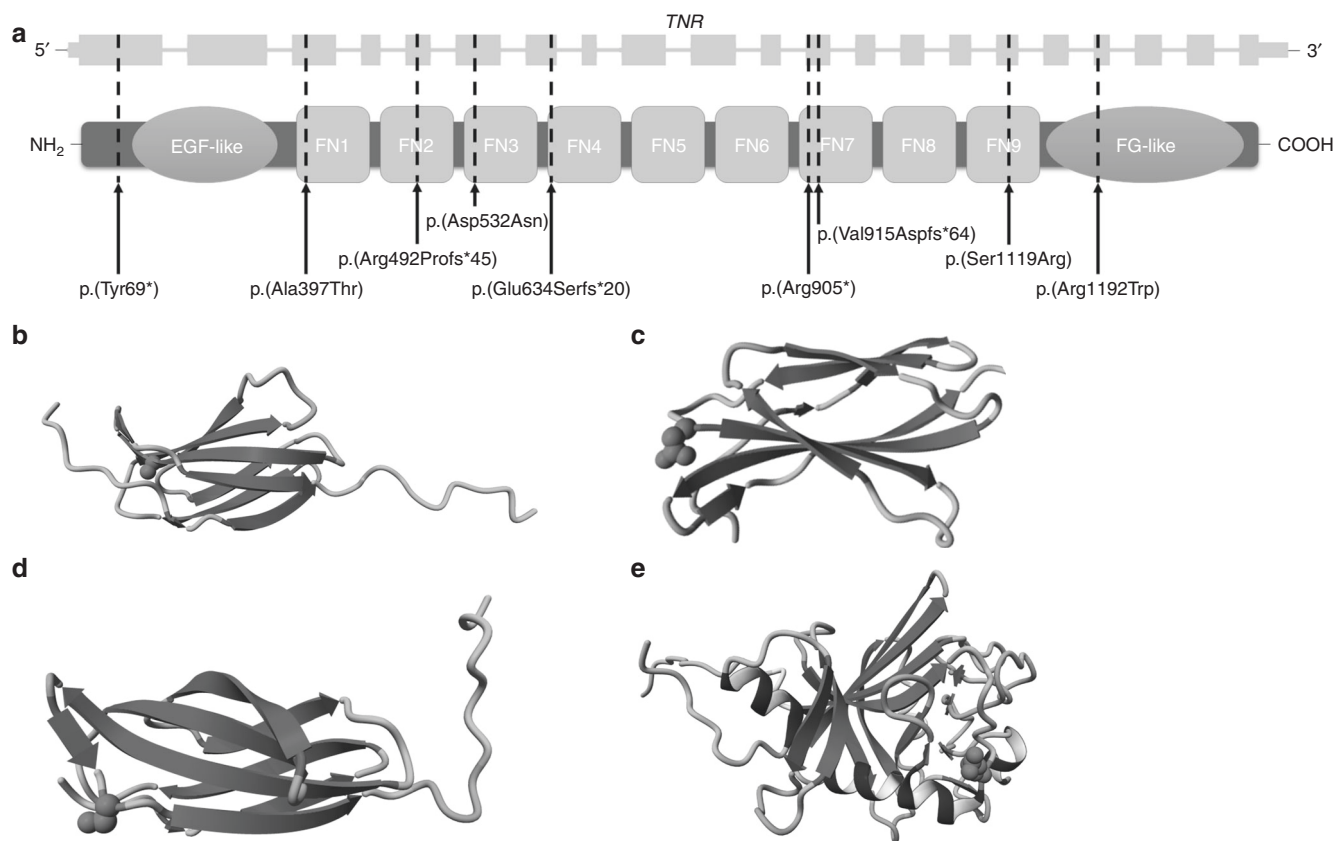 a
TNR
5′
3′
NH2
EGF-like
FN1
FN2
FN3
FN4
FN5
FN6
FN7
FN8
FN9
FG-like
COOH
p.(Asp532Asn)
p.(Val915Aspfs*64)
p.(Arg492Profs*45)
p.(Ser1119Arg)
p.(Tyr69*)
p.(Ala397Thr)
p.(Glu634Serfs*20)
p.(Arg905*)
p.(Arg1192Trp)
b
c
d
e